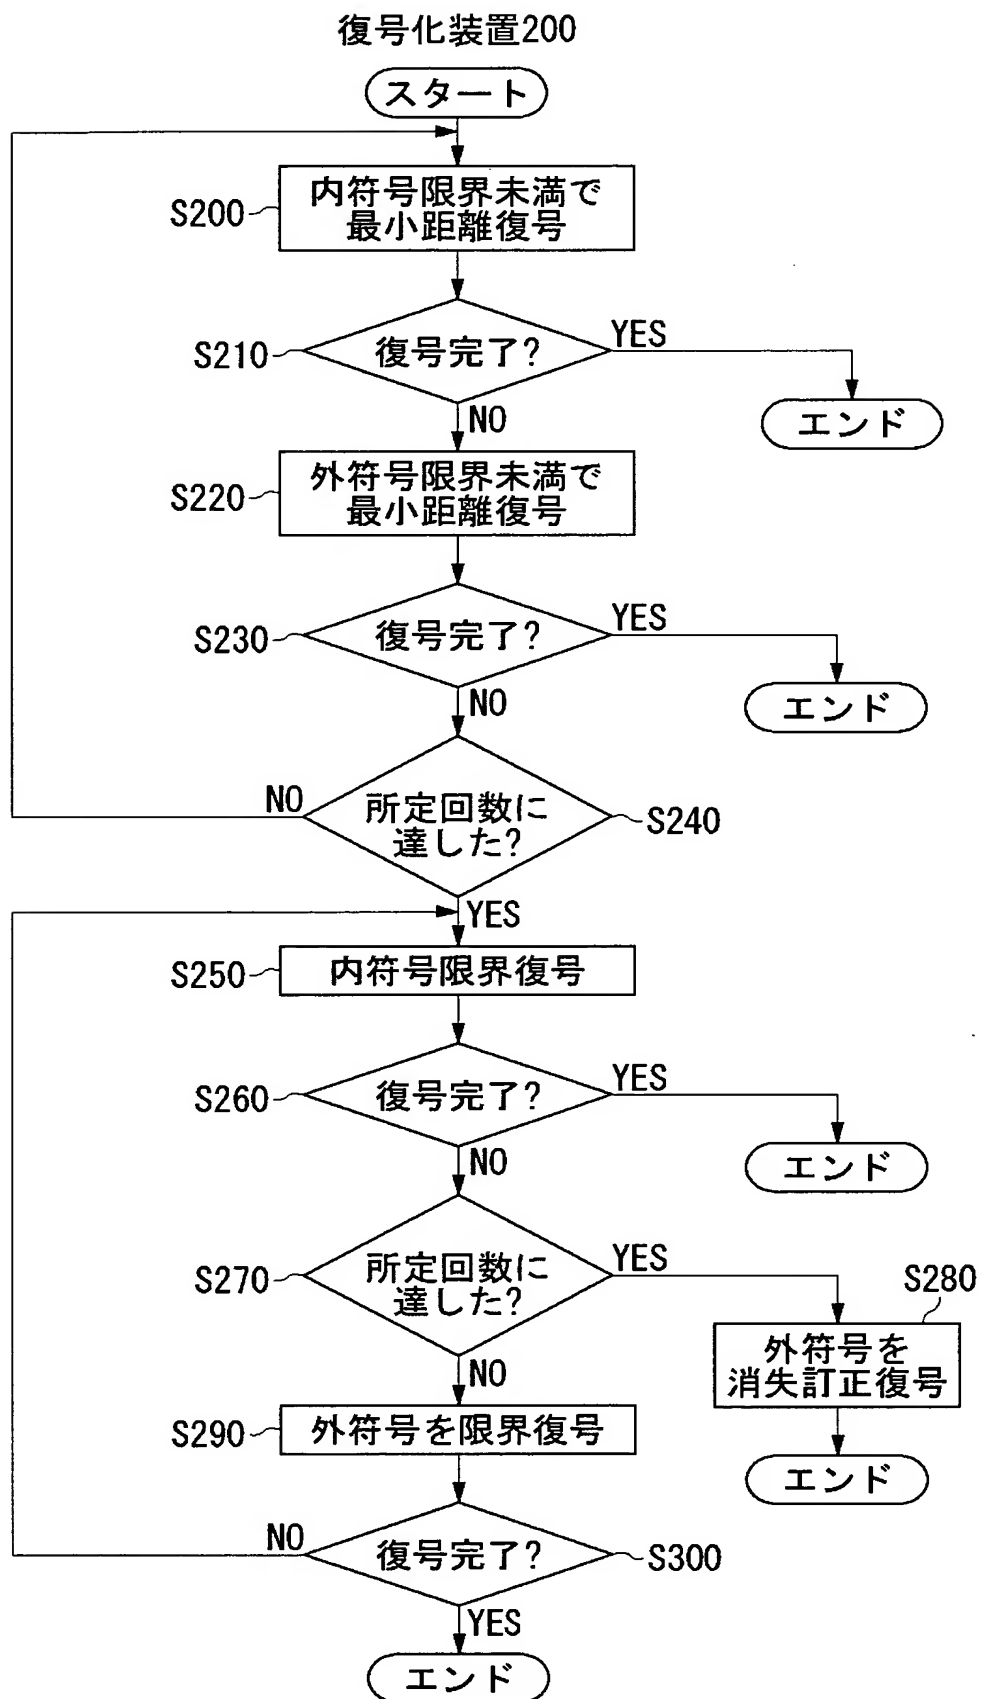 復号化装置200
スタート
S200
内符号限界未満で
最小距離復号
S210
復号完了?
YES
エンド
NO
S220
外符号限界未満で
最小距離復号
S230
復号完了?
YES
エンド
NO
NO
所定回数に
達した?
S240
YES
S250
内符号限界復号
S260
復号完了?
YES
エンド
NO
S270
所定回数に
達した?
YES
S280
外符号を
消失訂正復号
エンド
NO
S290
外符号を限界復号
NO
復号完了?
S300
YES
エンド